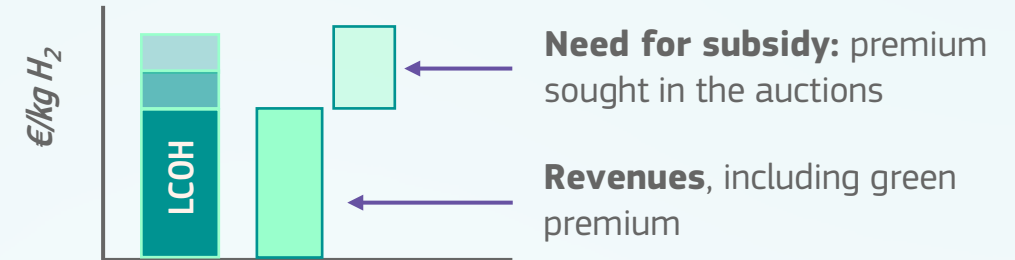 €/kg H₂
LCOH
Need for subsidy: premium
sought in the auctions
Revenues, including green
premium